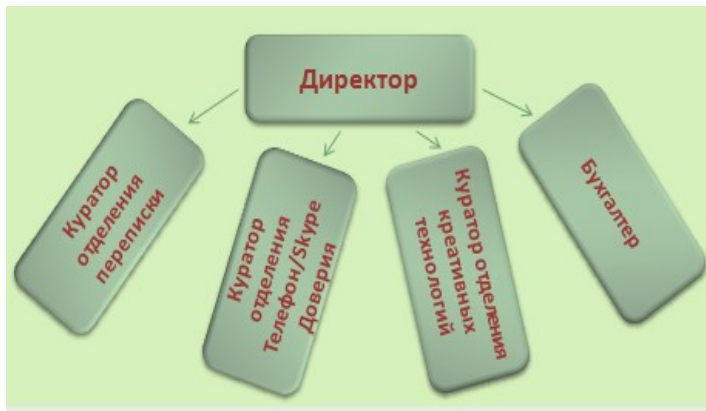 Директор
Куратор
отделения
переписки
Куратор
отделения
Телефон/Skype
Доверия
Куратор отделения
креативных
технологий
Бухгалтер